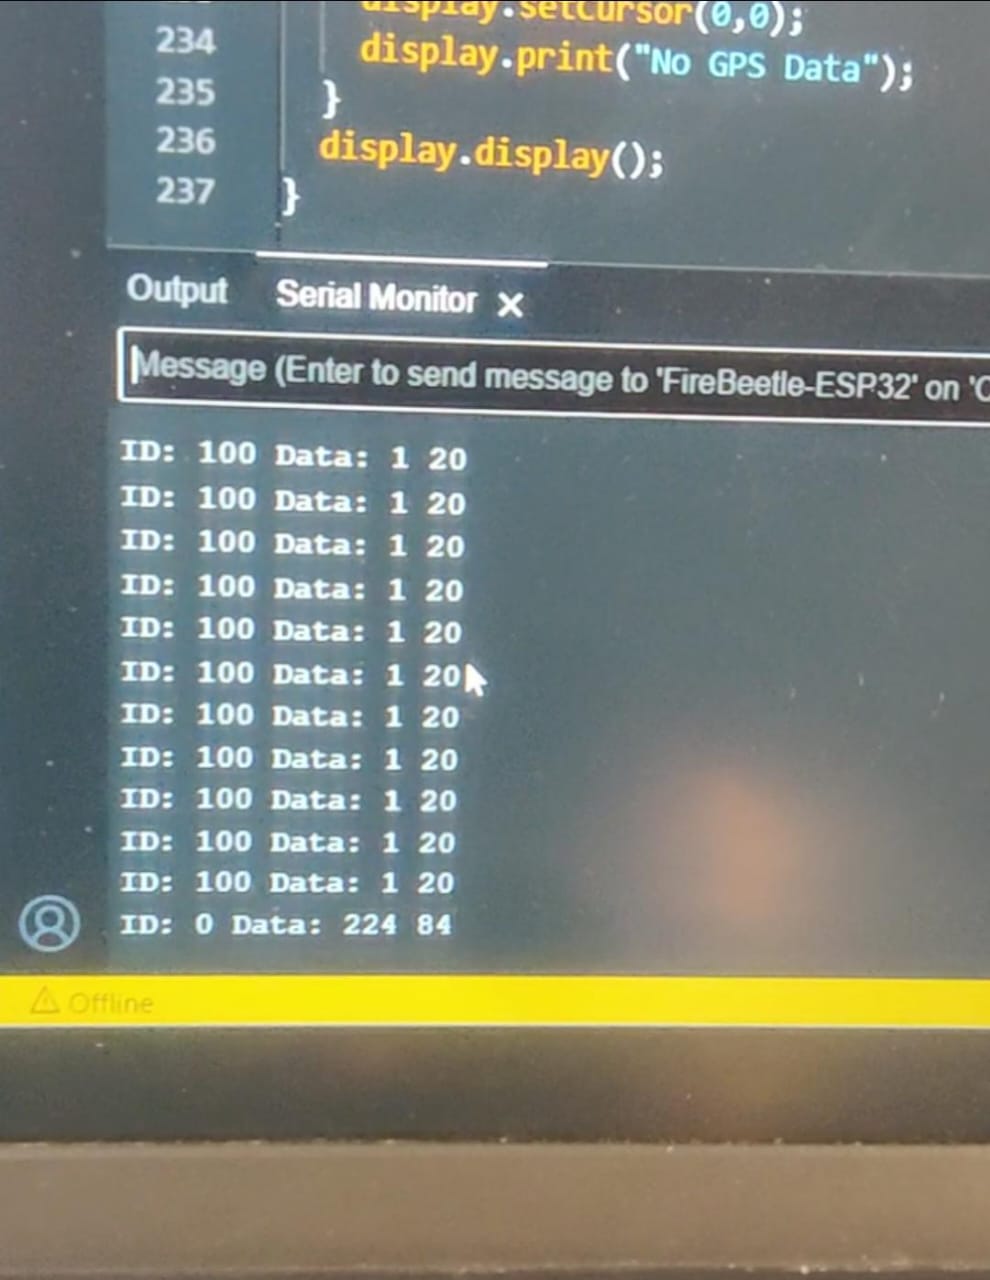 display.setCursor(0,0);
234 display.print("No GPS Data");
235 }
236 display.display();
237 }
Output Serial Monitor X
Message (Enter to send message to 'FireBeetle-ESP32' on '
ID: 100 Data: 1 20
ID: 100 Data: 1 20
ID: 100 Data: 1 20
ID: 100 Data: 1 20
ID: 100 Data: 1 20
ID: 100 Data: 1 20
ID: 100 Data: 1 20
ID: 100 Data: 1 20
ID: 100 Data: 1 20
ID: 100 Data: 1 20
ID: 100 Data: 1 20
ID: 0 Data: 224 84
Offline